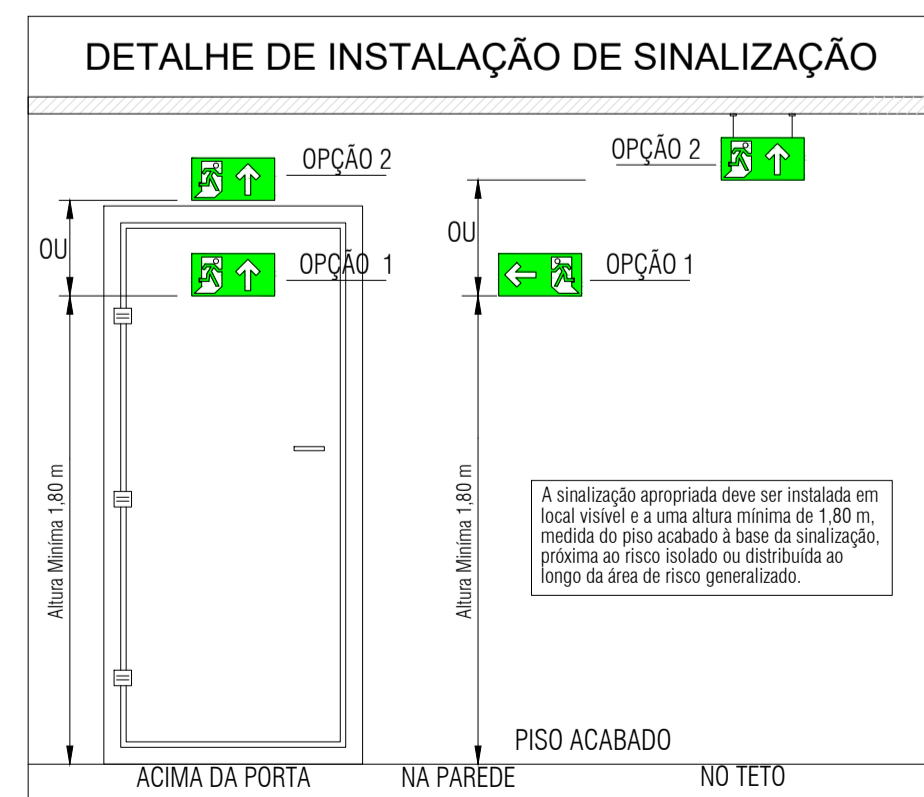 DETALHE DE INSTALAÇÃO DE SINALIZAÇÃO
OPÇÃO 2
OPÇÃO 2
OU
OU
OPÇÃO 1
OPÇÃO 1
Altura Miníma 1,80 m
Altura Miníma 1,80 m
A sinalização apropriada deve ser instalada em
local visível e a uma altura mínima de 1,80 m,
medida do piso acabado à base da sinalização,
próxima ao risco isolado ou distribuída ao
longo da área de risco generalizado.
PISO ACABADO
ACIMA DA PORTA
NA PAREDE
NO TETO